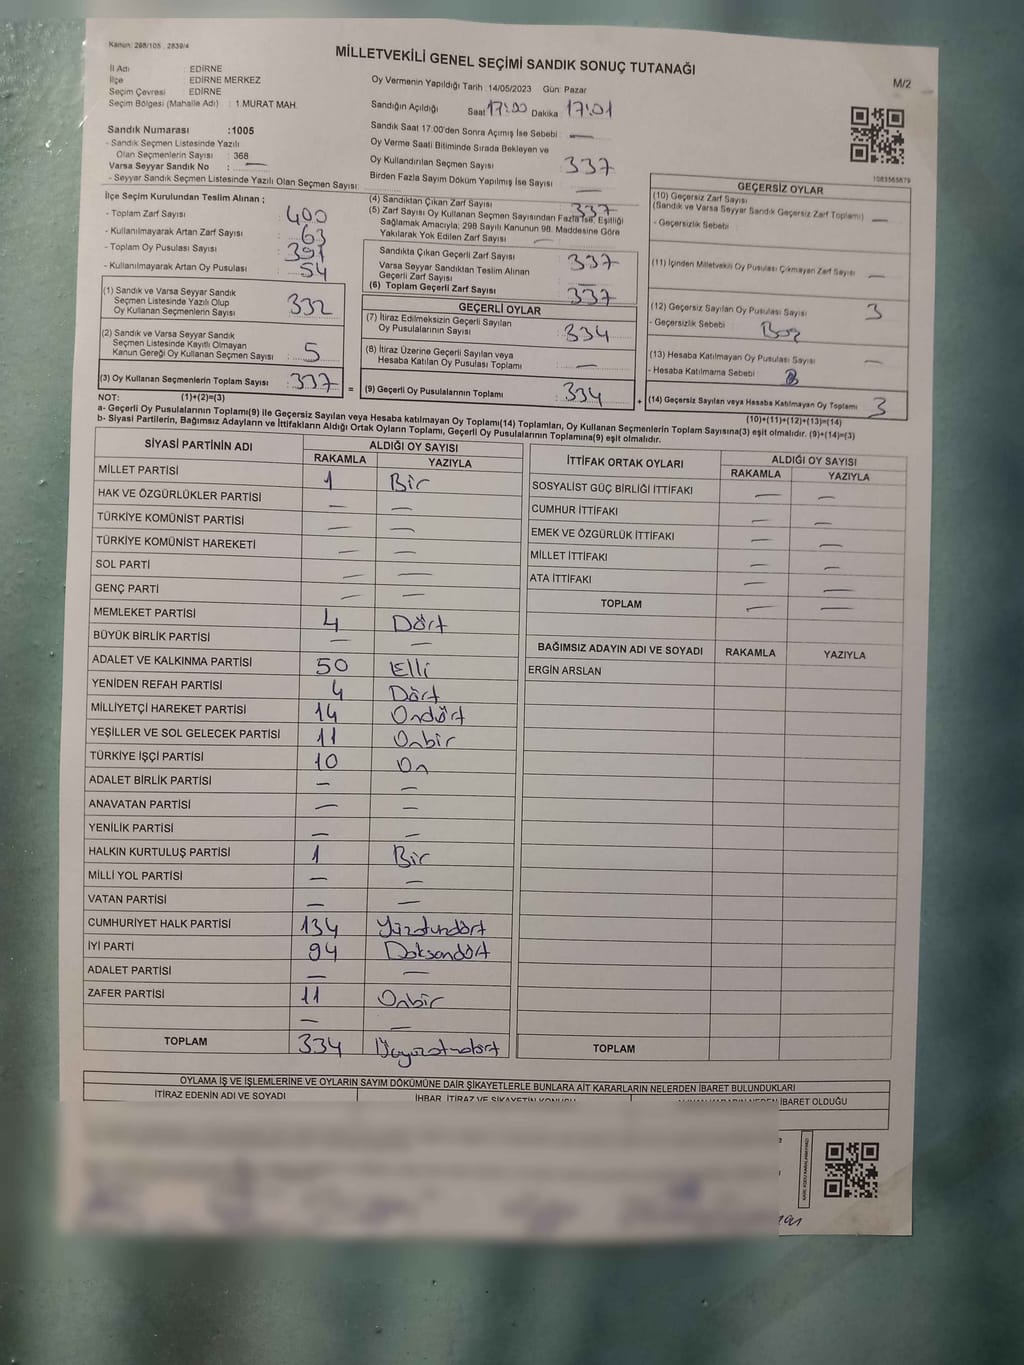 Kanun: 298/105 , 2839/4
MİLLETVEKİLİ GENEL SEÇİMİ SANDIK SONUÇ TUTANAĞI
M/2
İl Adı : EDİRNE
İlçe : EDİRNE MERKEZ
Seçim Çevresi : EDİRNE
Seçim Bölgesi (Mahalle Adı) : 1.MURAT MAH.
Oy Vermenin Yapıldığı Tarih :14/05/2023 Gün: Pazar
Sandığın Açıldığı Saat 17:00 Dakika 17:01
Sandık Saat 17:00'den Sonra Açımış İse Sebebi : —
Oy Verme Saati Bitiminde Sırada Bekleyen ve
Oy Kullandırılan Seçmen Sayısı 337
Birden Fazla Sayım Döküm Yapılmış İse Sayısı —
Sandık Numarası :1005
- Sandık Seçmen Listesinde Yazılı
Olan Seçmenlerin Sayısı : 368
Varsa Seyyar Sandık No : —
- Seyyar Sandık Seçmen Listesinde Yazılı Olan Seçmen Sayısı:
1083565679
İlçe Seçim Kurulundan Teslim Alınan ;
- Toplam Zarf Sayısı : 400
- Kullanılmayarak Artan Zarf Sayısı : 63
- Toplam Oy Pusulası Sayısı : 391
- Kullanılmayarak Artan Oy Pusulası : 54
(1) Sandık ve Varsa Seyyar Sandık
Seçmen Listesinde Yazılı Olup
Oy Kullanan Seçmenlerin Sayısı : 332
(2) Sandık ve Varsa Seyyar Sandık
Seçmen Listesinde Kayıtlı Olmayan
Kanun Gereği Oy Kullanan Seçmen Sayısı : 5
(3) Oy Kullanan Seçmenlerin Toplam Sayısı : 337 =
(4) Sandıktan Çıkan Zarf Sayısı : 337
(5) Zarf Sayısı Oy Kullanan Seçmen Sayısından Fazla İse, Eşitliği
Sağlamak Amacıyla; 298 Sayılı Kanunun 98. Maddesine Göre
Yakılarak Yok Edilen Zarf Sayısı : —
Sandıkta Çıkan Geçerli Zarf Sayısı : 337
Varsa Seyyar Sandıktan Teslim Alınan
Geçerli Zarf Sayısı : —
(6) Toplam Geçerli Zarf Sayısı : 337
GEÇERLİ OYLAR
(7) İtiraz Edilmeksizin Geçerli Sayılan
Oy Pusulalarının Sayısı : 334
(8) İtiraz Üzerine Geçerli Sayılan veya
Hesaba Katılan Oy Pusulası Toplamı : —
(9) Geçerli Oy Pusulalarının Toplamı : 334 +
GEÇERSİZ OYLAR
(10) Geçersiz Zarf Sayısı
(Sandık ve Varsa Seyyar Sandık Geçersiz Zarf Toplamı) : —
- Geçersizlik Sebebi :
(11) İçinden Milletvekili Oy Pusulası Çıkmayan Zarf Sayısı : —
(12) Geçersiz Sayılan Oy Pusulası Sayısı : 3
- Geçersizlik Sebebi : Boş
(13) Hesaba Katılmayan Oy Pusulası Sayısı : —
- Hesaba Katılmama Sebebi :
(14) Geçersiz Sayılan veya Hesaba Katılmayan Oy Toplamı : 3
NOT: (1)+(2)=(3)
(10)+(11)+(12)+(13)=(14)
a- Geçerli Oy Pusulalarının Toplamı(9) ile Geçersiz Sayılan veya Hesaba katılmayan Oy Toplamı(14) Toplamları, Oy Kullanan Seçmenlerin Toplam Sayısına(3) eşit olmalıdır. (9)+(14)=(3)
b- Siyasi Partilerin, Bağımsız Adayların ve İttifakların Aldığı Ortak Oyların Toplamı, Geçerli Oy Pusulalarının Toplamına(9) eşit olmalıdır.
SİYASİ PARTİNİN ADI ALDIĞI OY SAYISI
RAKAMLA YAZIYLA
MİLLET PARTİSİ 1 Bir
HAK VE ÖZGÜRLÜKLER PARTİSİ — —
TÜRKİYE KOMÜNİST PARTİSİ — —
TÜRKİYE KOMÜNİST HAREKETİ — —
SOL PARTİ — —
GENÇ PARTİ — —
MEMLEKET PARTİSİ 4 Dört
BÜYÜK BİRLİK PARTİSİ — —
ADALET VE KALKINMA PARTİSİ 50 Elli
YENİDEN REFAH PARTİSİ 4 Dört
MİLLİYETÇİ HAREKET PARTİSİ 14 Ondört
YEŞİLLER VE SOL GELECEK PARTİSİ 11 Onbir
TÜRKİYE İŞÇİ PARTİSİ 10 On
ADALET BİRLİK PARTİSİ — —
ANAVATAN PARTİSİ — —
YENİLİK PARTİSİ — —
HALKIN KURTULUŞ PARTİSİ 1 Bir
MİLLİ YOL PARTİSİ — —
VATAN PARTİSİ — —
CUMHURİYET HALK PARTİSİ 134 Yüzotuzdört
İYİ PARTİ 94 Doksandört
ADALET PARTİSİ — —
ZAFER PARTİSİ 11 Onbir
— —
TOPLAM 334 Üçyüzotuzdört
İTTİFAK ORTAK OYLARI ALDIĞI OY SAYISI
RAKAMLA YAZIYLA
SOSYALİST GÜÇ BİRLİĞİ İTTİFAKI — —
CUMHUR İTTİFAKI — —
EMEK VE ÖZGÜRLÜK İTTİFAKI — —
MİLLET İTTİFAKI — —
ATA İTTİFAKI — —
TOPLAM — —
BAĞIMSIZ ADAYIN ADI VE SOYADI RAKAMLA YAZIYLA
ERGİN ARSLAN
TOPLAM
OYLAMA İŞ VE İŞLEMLERİNE VE OYLARIN SAYIM DÖKÜMÜNE DAİR ŞİKAYETLERLE BUNLARA AİT KARARLARIN NELERDEN İBARET BULUNDUKLARI
İTİRAZ EDENİN ADI VE SOYADI İHBAR, İTİRAZ VE ŞİKAYETİN KONUSU İBARET OLDUĞU